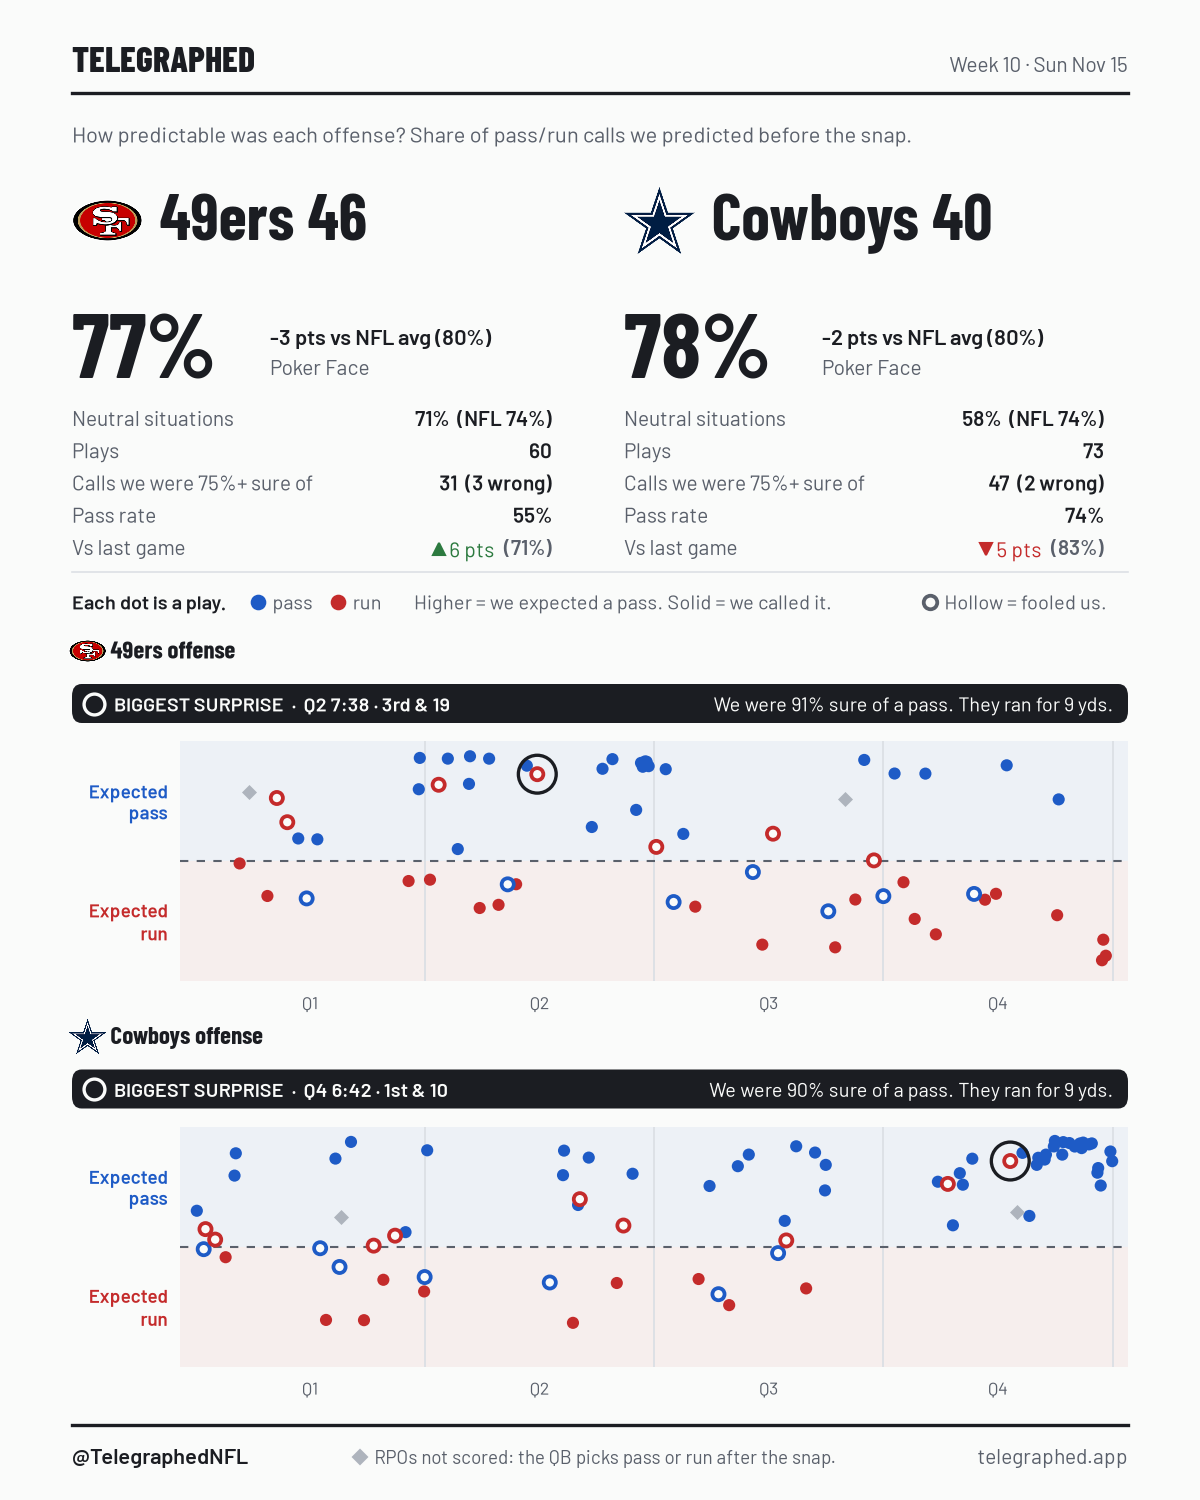 TELEGRAPHED
Week 10 · Sun Nov 15
How predictable was each offense? Share of pass/run calls we predicted before the snap.
SF 49ers 46
Cowboys 40
77%
-3 pts vs NFL avg (80%)
Poker Face
78%
-2 pts vs NFL avg (80%)
Poker Face
Neutral situations 71% (NFL 74%)
Plays 60
Calls we were 75%+ sure of 31 (3 wrong)
Pass rate 55%
Vs last game ▲6 pts (71%)
Neutral situations 58% (NFL 74%)
Plays 73
Calls we were 75%+ sure of 47 (2 wrong)
Pass rate 74%
Vs last game ▼5 pts (83%)
Each dot is a play. pass run Higher = we expected a pass. Solid = we called it. Hollow = fooled us.
SF 49ers offense
BIGGEST SURPRISE · Q2 7:38 · 3rd & 19 We were 91% sure of a pass. They ran for 9 yds.
Expected
pass
Expected
run
Q1 Q2 Q3 Q4
Cowboys offense
BIGGEST SURPRISE · Q4 6:42 · 1st & 10 We were 90% sure of a pass. They ran for 9 yds.
Expected
pass
Expected
run
Q1 Q2 Q3 Q4
@TelegraphedNFL
RPOs not scored: the QB picks pass or run after the snap.
telegraphed.app